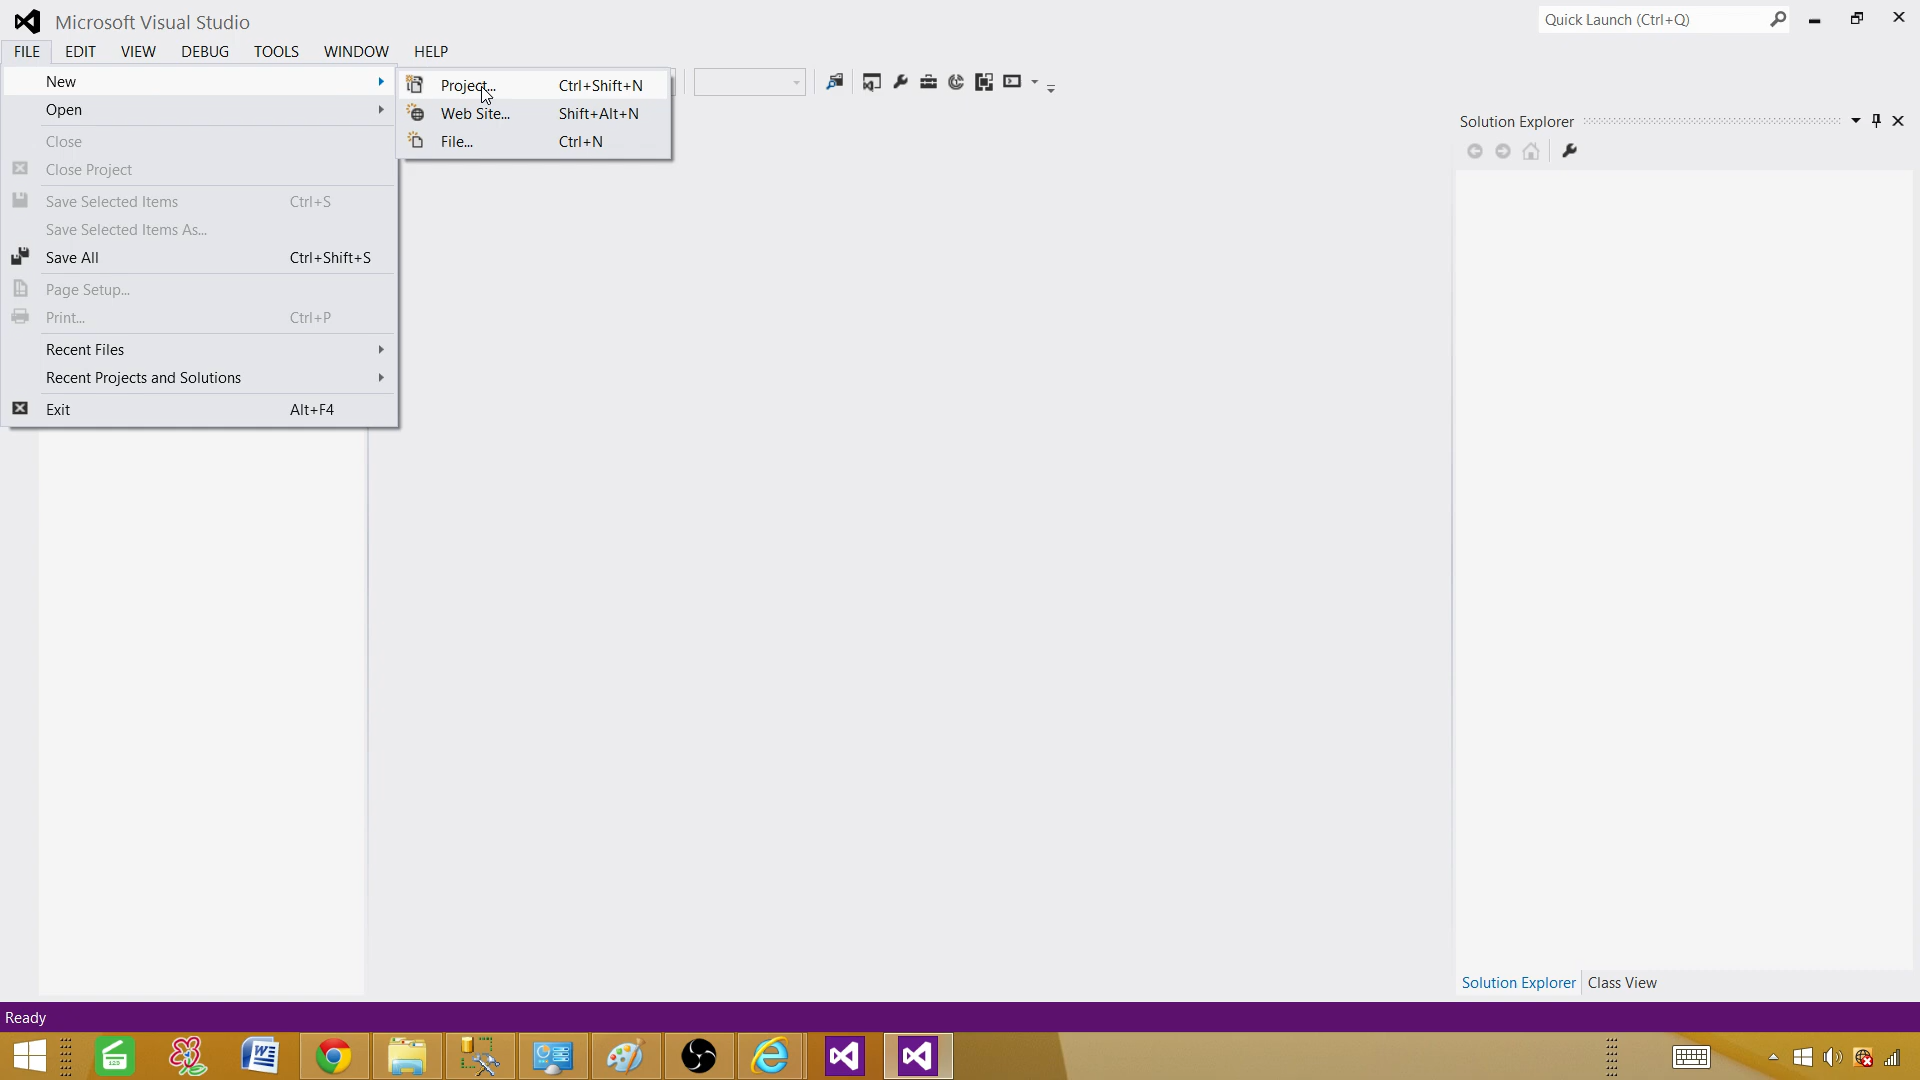 Microsoft Visual Studio
Quick Launch (Ctrl+Q)
FILE EDIT VIEW DEBUG TOOLS WINDOW HELP
New
Project... Ctrl+Shift+N
Open
Web Site... Shift+Alt+N
Close
File... Ctrl+N
Close Project
Save Selected Items Ctrl+S
Save Selected Items As...
Save All Ctrl+Shift+S
Page Setup...
Print... Ctrl+P
Recent Files
Recent Projects and Solutions
Exit Alt+F4
Solution Explorer
Solution Explorer Class View
Ready
123